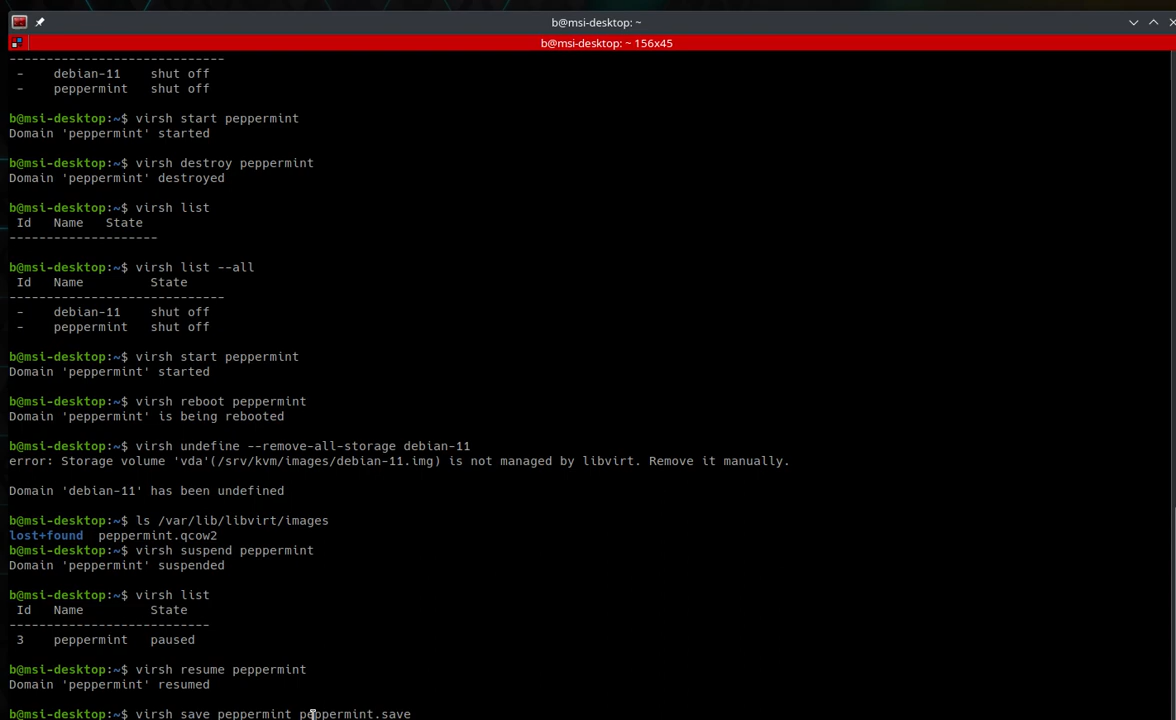 b@msi-desktop: ~
b@msi-desktop: ~ 156x45
------------------------------
 -    debian-11    shut off
 -    peppermint   shut off

b@msi-desktop:~$ virsh start peppermint
Domain 'peppermint' started

b@msi-desktop:~$ virsh destroy peppermint
Domain 'peppermint' destroyed

b@msi-desktop:~$ virsh list
 Id   Name   State
--------------------

b@msi-desktop:~$ virsh list --all
 Id   Name         State
-----------------------------
 -    debian-11    shut off
 -    peppermint   shut off

b@msi-desktop:~$ virsh start peppermint
Domain 'peppermint' started

b@msi-desktop:~$ virsh reboot peppermint
Domain 'peppermint' is being rebooted

b@msi-desktop:~$ virsh undefine --remove-all-storage debian-11
error: Storage volume 'vda'(/srv/kvm/images/debian-11.img) is not managed by libvirt. Remove it manually.

Domain 'debian-11' has been undefined

b@msi-desktop:~$ ls /var/lib/libvirt/images
lost+found  peppermint.qcow2
b@msi-desktop:~$ virsh suspend peppermint
Domain 'peppermint' suspended

b@msi-desktop:~$ virsh list
 Id   Name         State
---------------------------
 3    peppermint   paused

b@msi-desktop:~$ virsh resume peppermint
Domain 'peppermint' resumed

b@msi-desktop:~$ virsh save peppermint peppermint.save